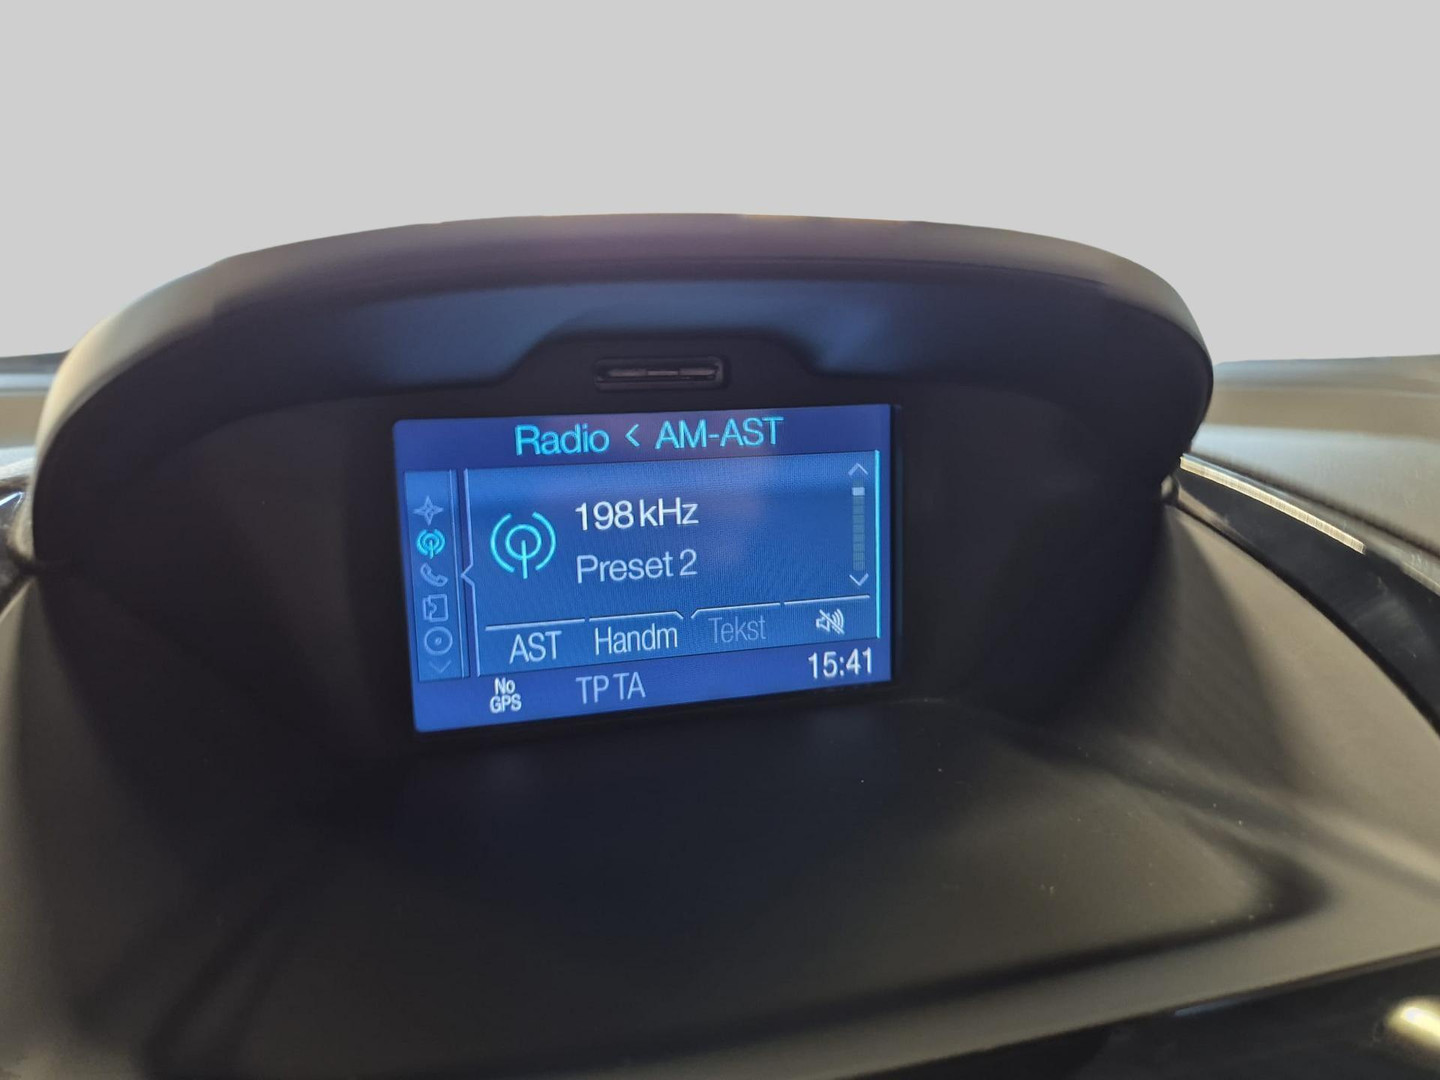 Radio < AM-AST
198 kHz
Preset 2
AST Handm Tekst
15:41
No
GPS
TP TA